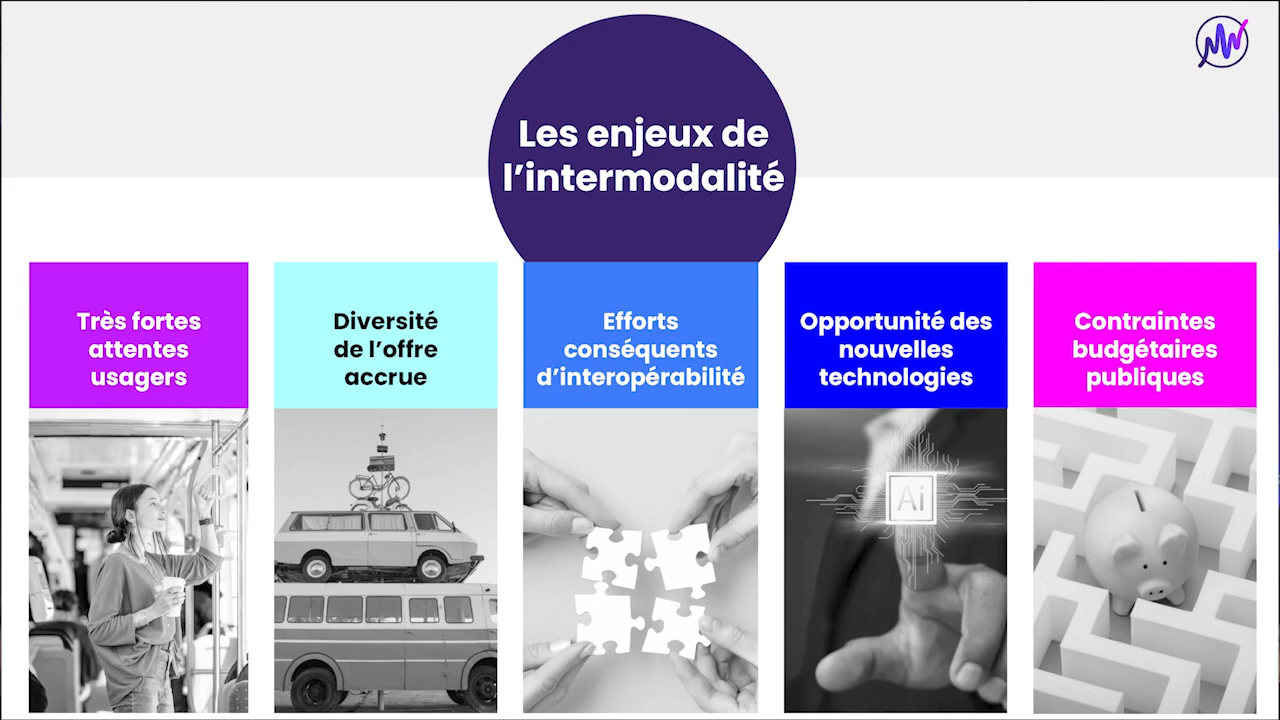 Les enjeux de
l’intermodalité
Très fortes
attentes
usagers
Diversité
de l’offre
accrue
Efforts
conséquents
d’interopérabilité
Opportunité des
nouvelles
technologies
Contraintes
budgétaires
publiques
Ai